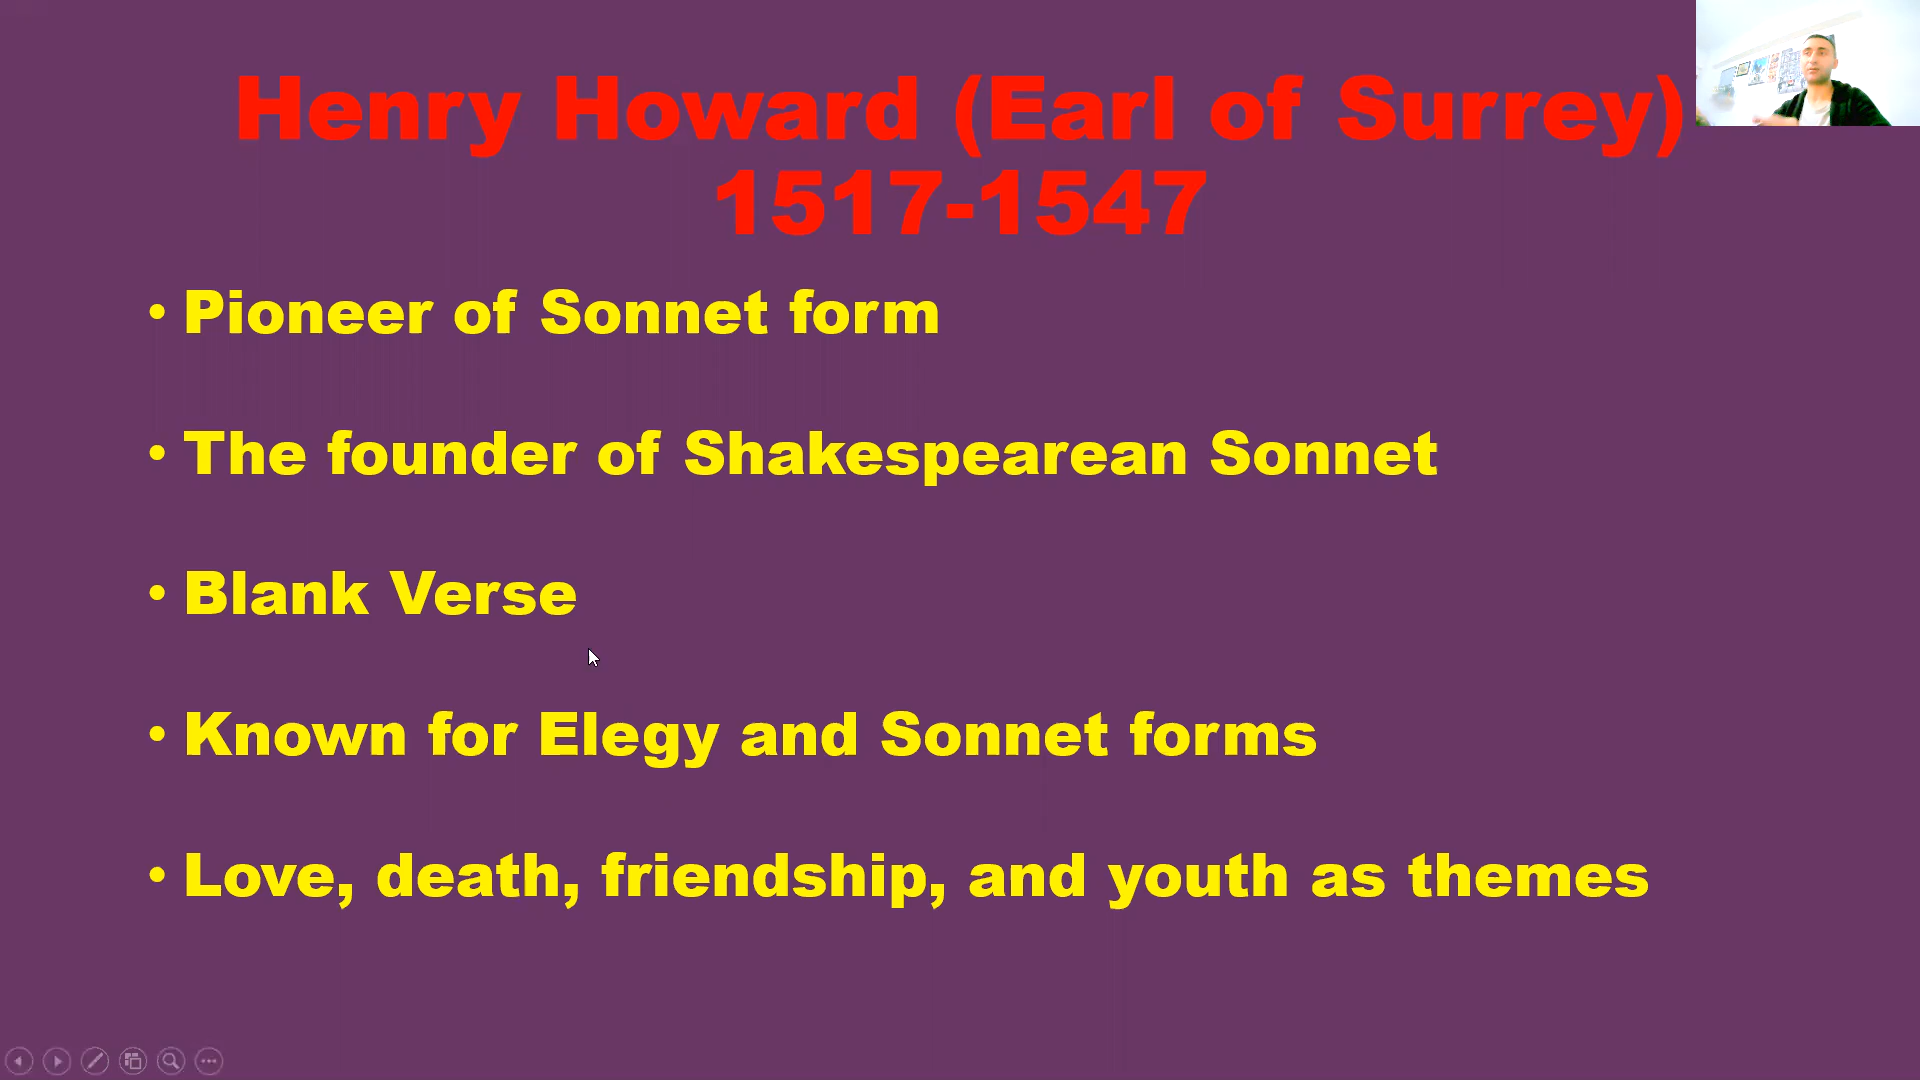 Henry Howard (Earl of Surrey)
1517-1547
• Pioneer of Sonnet form
• The founder of Shakespearean Sonnet
• Blank Verse
• Known for Elegy and Sonnet forms
• Love, death, friendship, and youth as themes